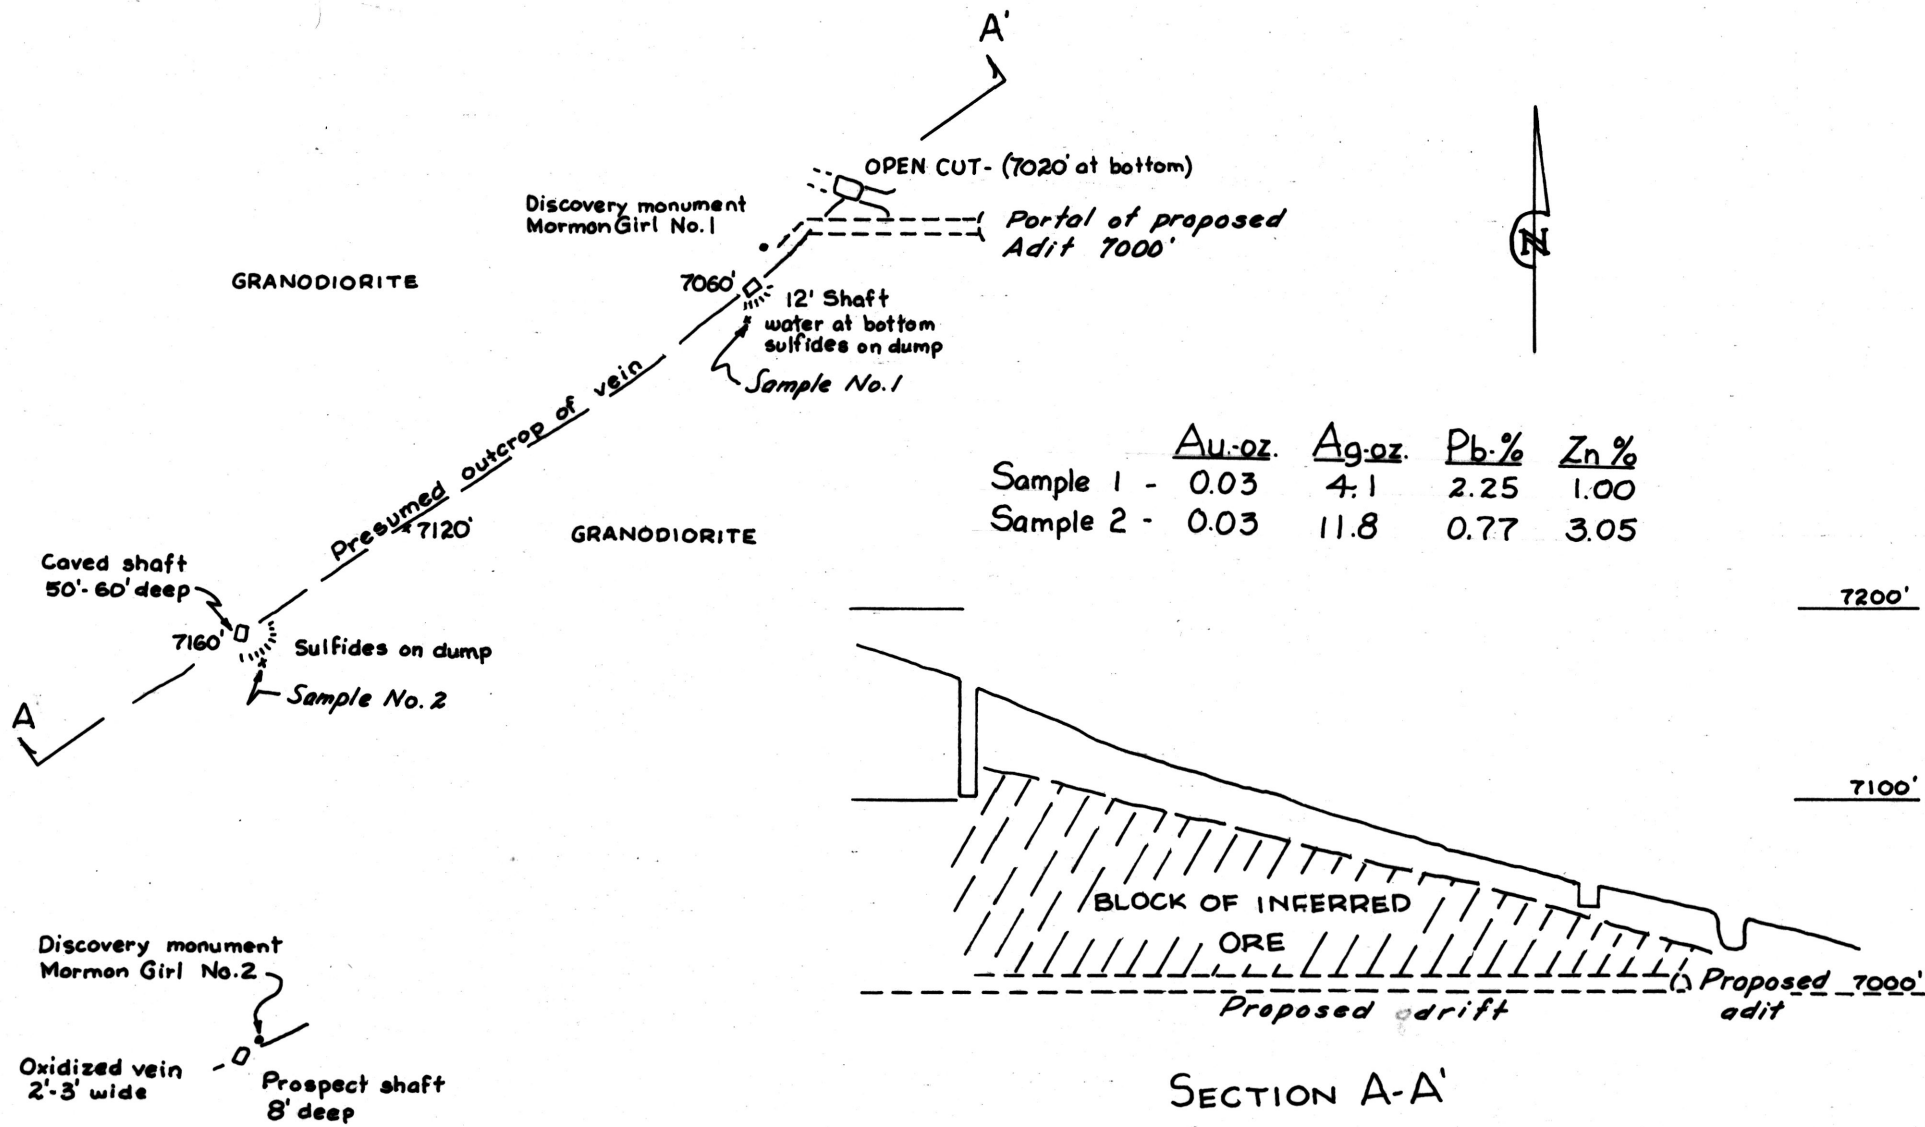 A'
OPEN CUT- (7020' at bottom)
Discovery monument
Mormon Girl No.1
Portal of proposed
Adit 7000'
N
GRANODIORITE
7060'
12' Shaft
water at bottom
sulfides on dump
Sample No.1
Presumed outcrop of vein
7120'
GRANODIORITE
Au.-oz. Ag-oz. Pb-% Zn %
Sample 1 - 0.03 4.1 2.25 1.00
Sample 2 - 0.03 11.8 0.77 3.05
Caved shaft
50'-60' deep
7160'
Sulfides on dump
Sample No. 2
A
7200'
7100'
BLOCK OF INFERRED
ORE
Proposed 7000'
adit
Proposed drift
SECTION A-A'
Discovery monument
Mormon Girl No.2
Oxidized vein
2'-3' wide
Prospect shaft
8' deep